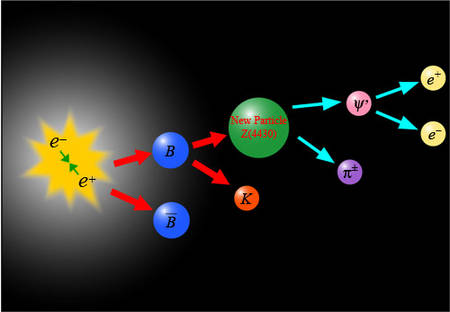 e⁻
e⁺
B
B̅
New Particle
Z(4430)
K
ψ’
π±
e⁺
e⁻